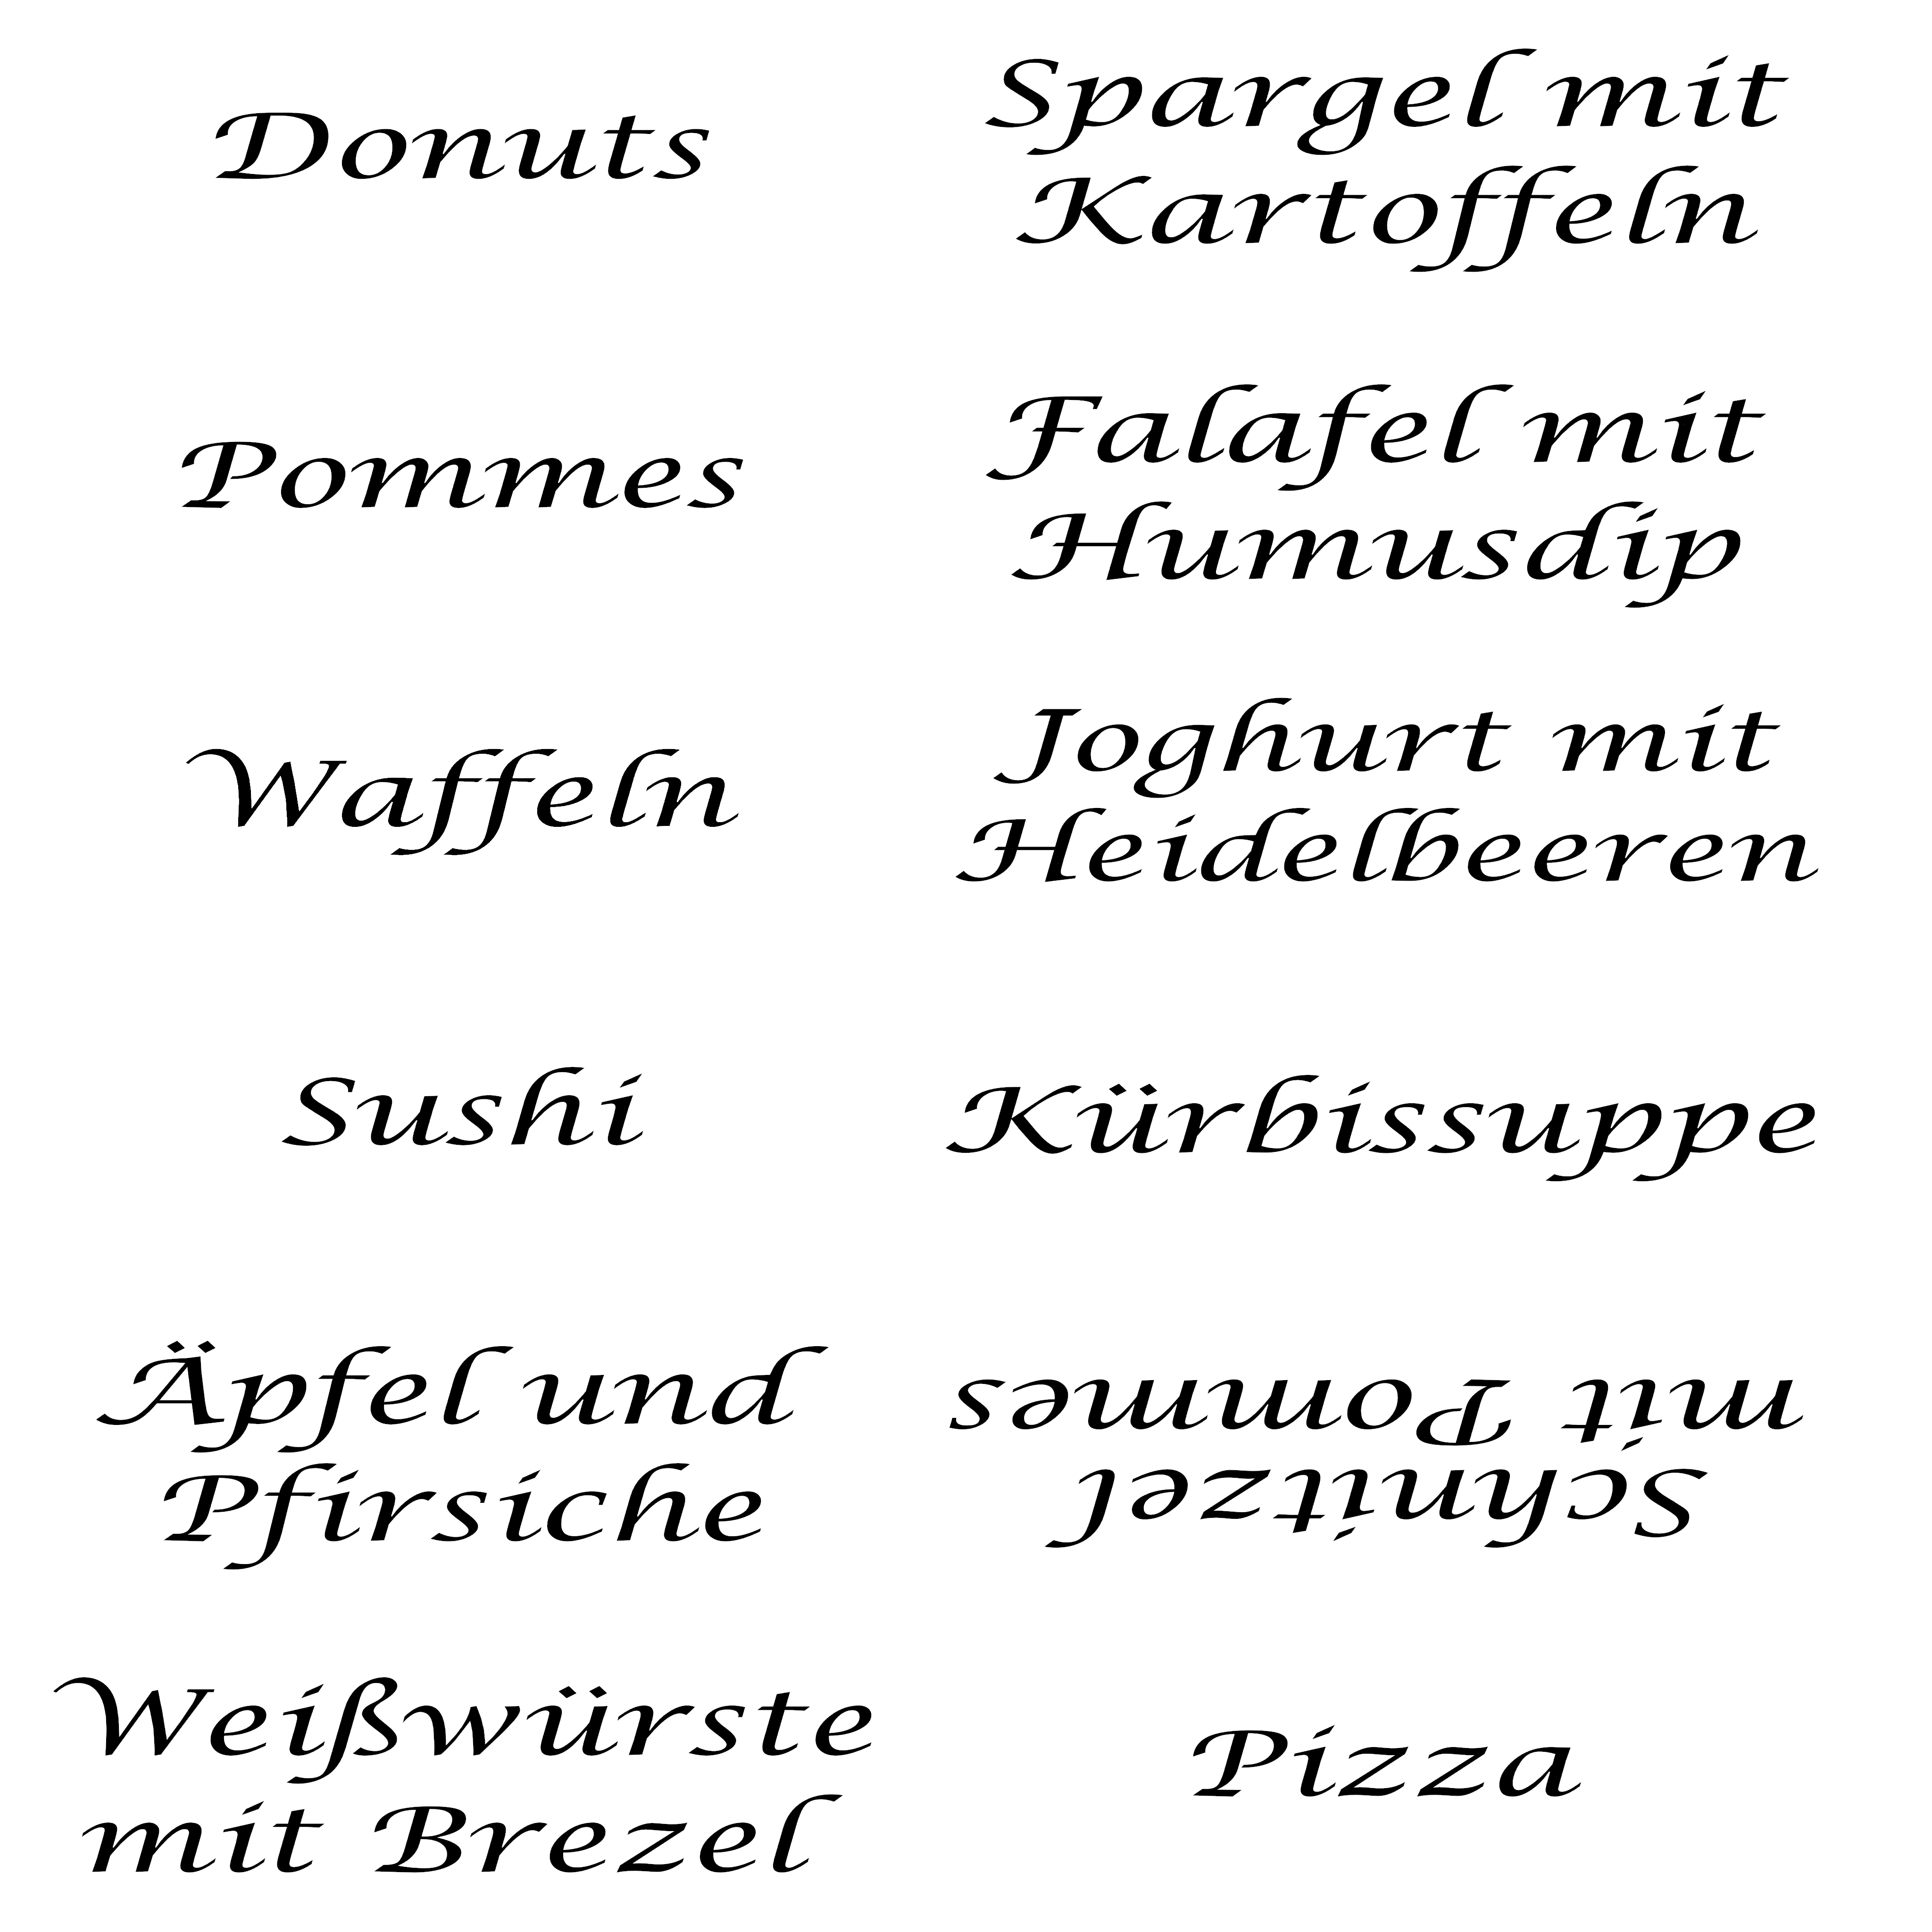 Donuts
Spargel mit
Kartoffeln
Pommes
Falafel mit
Humusdip
Waffeln
Joghurt mit
Heidelbeeren
Sushi
Kürbissuppe
Äpfel und
Pfirsiche
Schnitzel
mit Pommes
Weißwürste
mit Brezel
Pizza